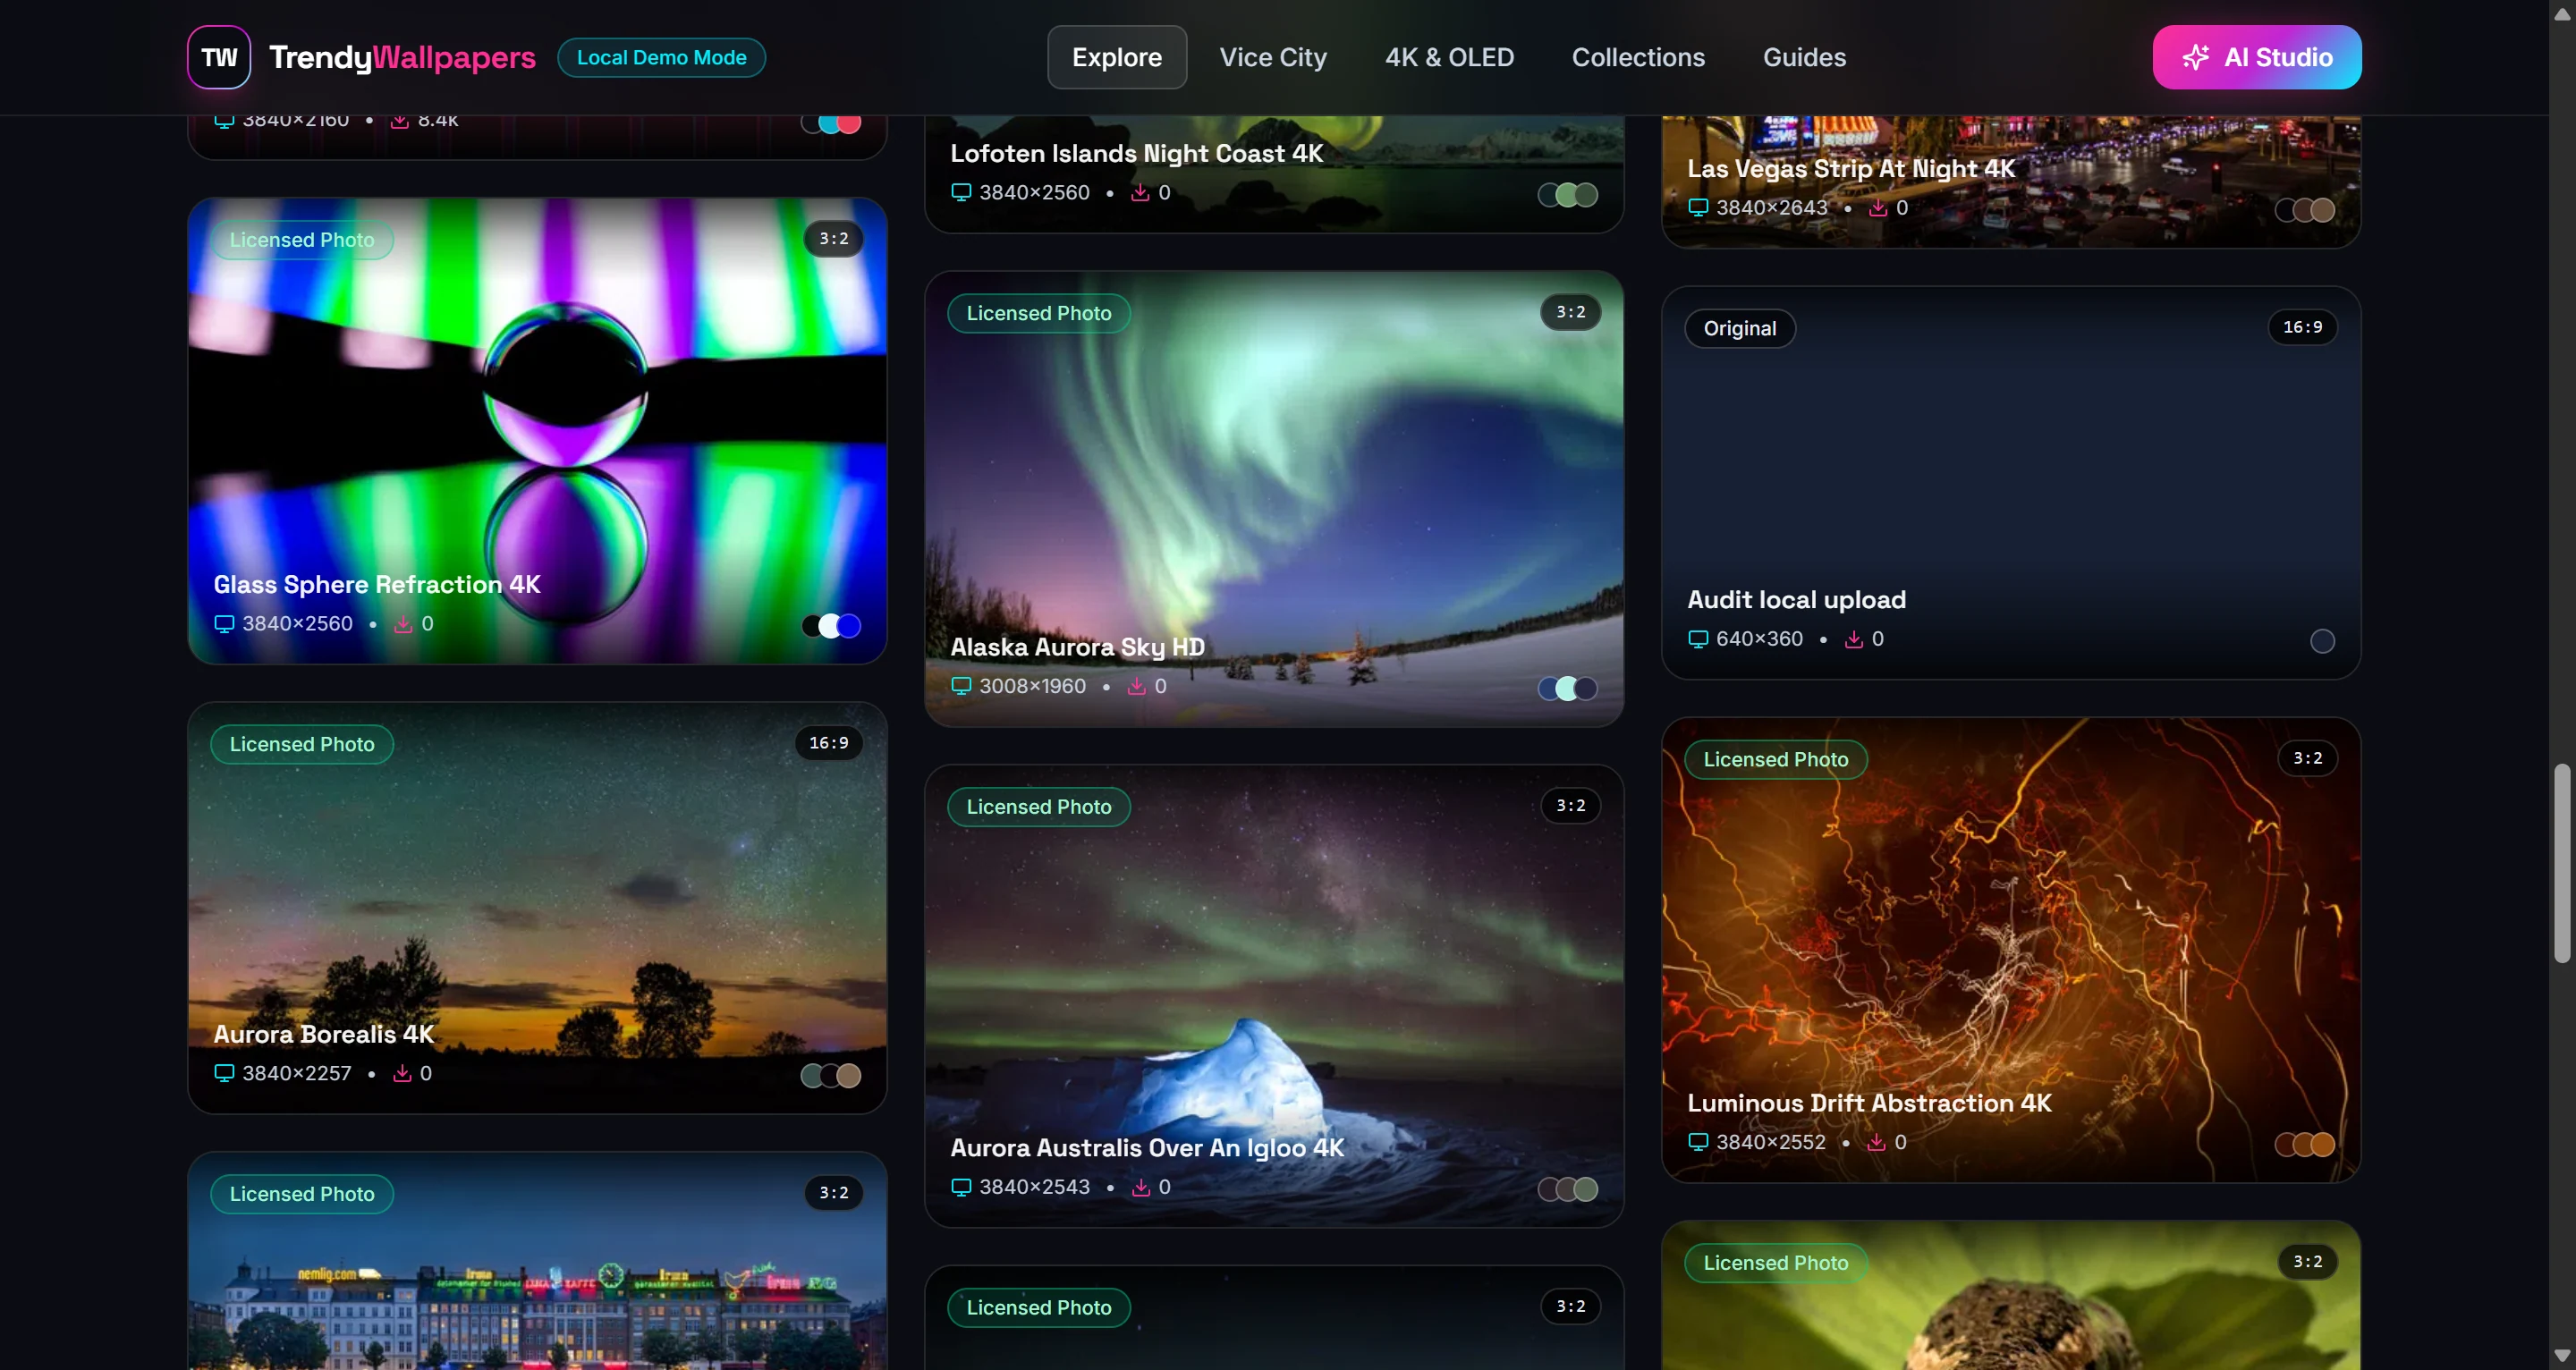 TW TrendyWallpapers Local Demo Mode Explore Vice City 4K & OLED Collections Guides AI Studio
3840×2160 • 8.4K
Licensed Photo 3:2
Glass Sphere Refraction 4K
3840×2560 • 0
Licensed Photo 16:9
Aurora Borealis 4K
3840×2257 • 0
Licensed Photo 3:2
nemlig.com
Irma
Irma
Irma
Lofoten Islands Night Coast 4K
3840×2560 • 0
Licensed Photo 3:2
Alaska Aurora Sky HD
3008×1960 • 0
Licensed Photo 3:2
Aurora Australis Over An Igloo 4K
3840×2543 • 0
Licensed Photo 3:2
Las Vegas Strip At Night 4K
3840×2643 • 0
Original 16:9
Audit local upload
640×360 • 0
Licensed Photo 3:2
Luminous Drift Abstraction 4K
3840×2552 • 0
Licensed Photo 3:2